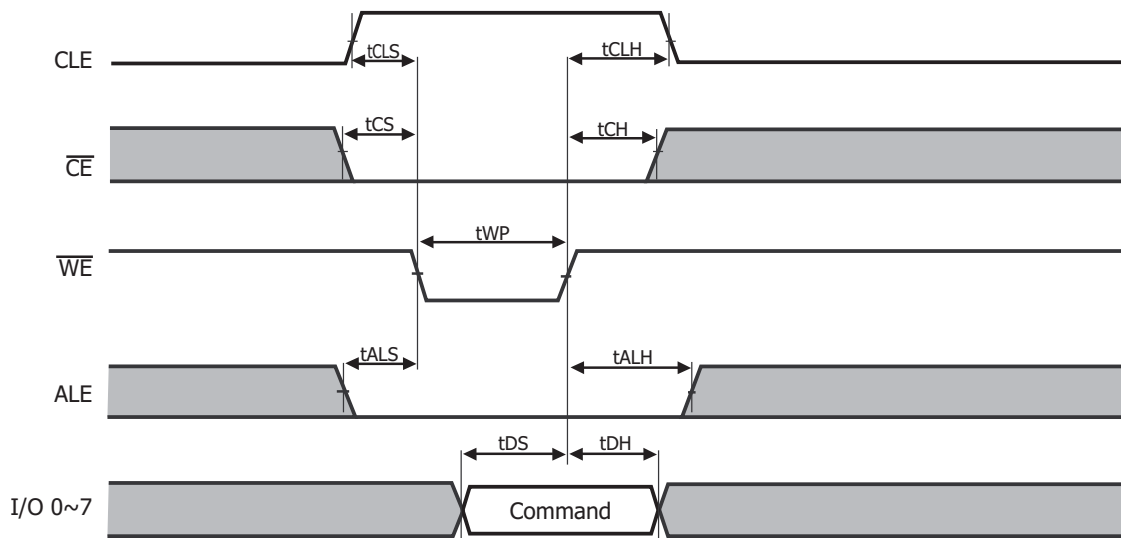 CLE
tCLS
tCLH
CE
tCS
tCH
WE
tWP
ALE
tALS
tALH
I/O 0~7
tDS
tDH
Command